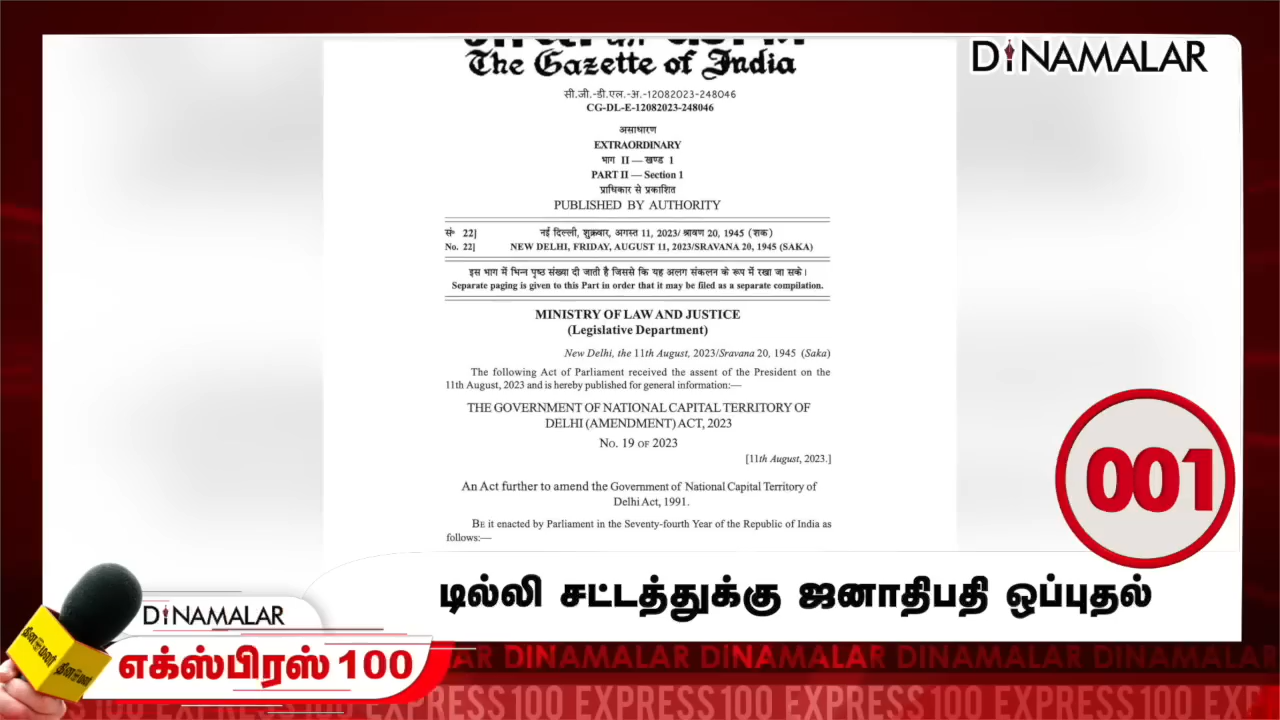 The Gazette of India
DINAMALAR
सी.जी.-डी.एल.-अ.-12082023-248046
CG-DL-E-12082023-248046
असाधारण
EXTRAORDINARY
भाग II — खण्ड 1
PART II — Section 1
प्राधिकार से प्रकाशित
PUBLISHED BY AUTHORITY
सं॰ 22] नई दिल्ली, शुक्रवार, अगस्त 11, 2023/ श्रावण 20, 1945 (शक)
No. 22] NEW DELHI, FRIDAY, AUGUST 11, 2023/SRAVANA 20, 1945 (SAKA)
इस भाग में भिन्न पृष्ठ संख्या दी जाती है जिससे कि यह अलग संकलन के रूप में रखा जा सके।
Separate paging is given to this Part in order that it may be filed as a separate compilation.
MINISTRY OF LAW AND JUSTICE
(Legislative Department)
New Delhi, the 11th August, 2023/Sravana 20, 1945 (Saka)
The following Act of Parliament received the assent of the President on the
11th August, 2023 and is hereby published for general information:—
THE GOVERNMENT OF NATIONAL CAPITAL TERRITORY OF
DELHI (AMENDMENT) ACT, 2023
NO. 19 OF 2023
[11th August, 2023.]
An Act further to amend the Government of National Capital Territory of
Delhi Act, 1991.
BE it enacted by Parliament in the Seventy-fourth Year of the Republic of India as
follows:—
001
டில்லி சட்டத்துக்கு ஜனாதிபதி ஒப்புதல்
DINAMALAR
எக்ஸ்பிரஸ் 100
தினமலர் தினமலர்
DINAMALAR DINAMALAR DINAMALAR DINAMALAR
EXPRESS 100 EXPRESS 100 EXPRESS 100 EXPRESS 100